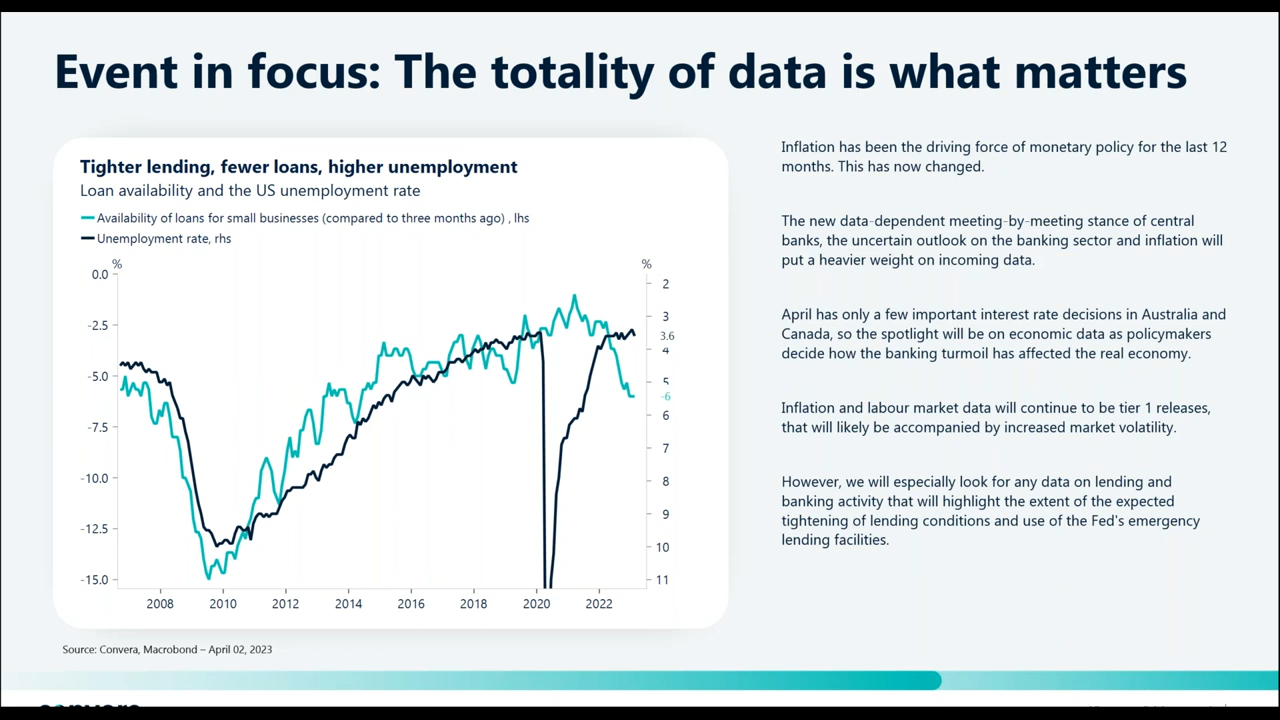 Event in focus: The totality of data is what matters
Tighter lending, fewer loans, higher unemployment
Loan availability and the US unemployment rate
Availability of loans for small businesses (compared to three months ago) , lhs
Unemployment rate, rhs
%
0.0
-2.5
-5.0
-7.5
-10.0
-12.5
-15.0
%
2
3
3.6
4
5
-6
6
7
8
9
10
11
2008 2010 2012 2014 2016 2018 2020 2022
Source: Convera, Macrobond – April 02, 2023
Inflation has been the driving force of monetary policy for the last 12
months. This has now changed.
The new data-dependent meeting-by-meeting stance of central
banks, the uncertain outlook on the banking sector and inflation will
put a heavier weight on incoming data.
April has only a few important interest rate decisions in Australia and
Canada, so the spotlight will be on economic data as policymakers
decide how the banking turmoil has affected the real economy.
Inflation and labour market data will continue to be tier 1 releases,
that will likely be accompanied by increased market volatility.
However, we will especially look for any data on lending and
banking activity that will highlight the extent of the expected
tightening of lending conditions and use of the Fed's emergency
lending facilities.
convera